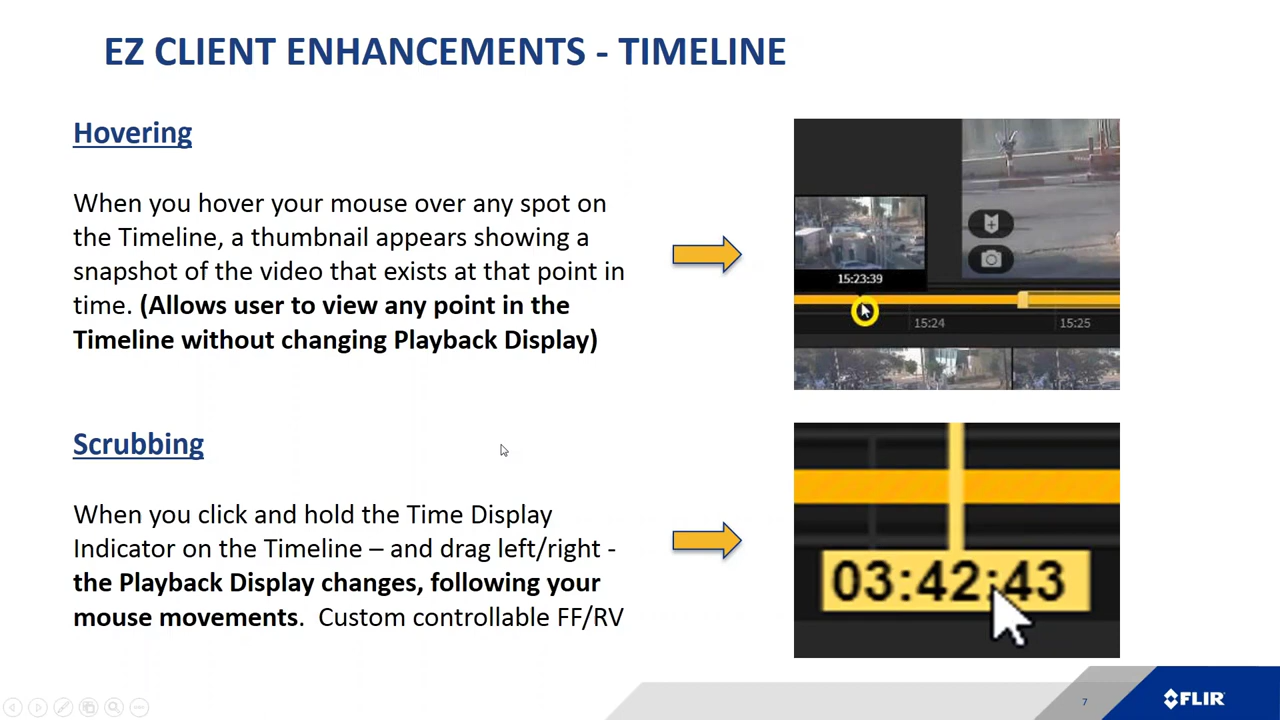 EZ CLIENT ENHANCEMENTS - TIMELINE
Hovering
When you hover your mouse over any spot on
the Timeline, a thumbnail appears showing a
snapshot of the video that exists at that point in
time. (Allows user to view any point in the
Timeline without changing Playback Display)
15:23:39
15:24
15:25
Scrubbing
When you click and hold the Time Display
Indicator on the Timeline – and drag left/right -
the Playback Display changes, following your
mouse movements.  Custom controllable FF/RV
03:42:43
7
FLIR